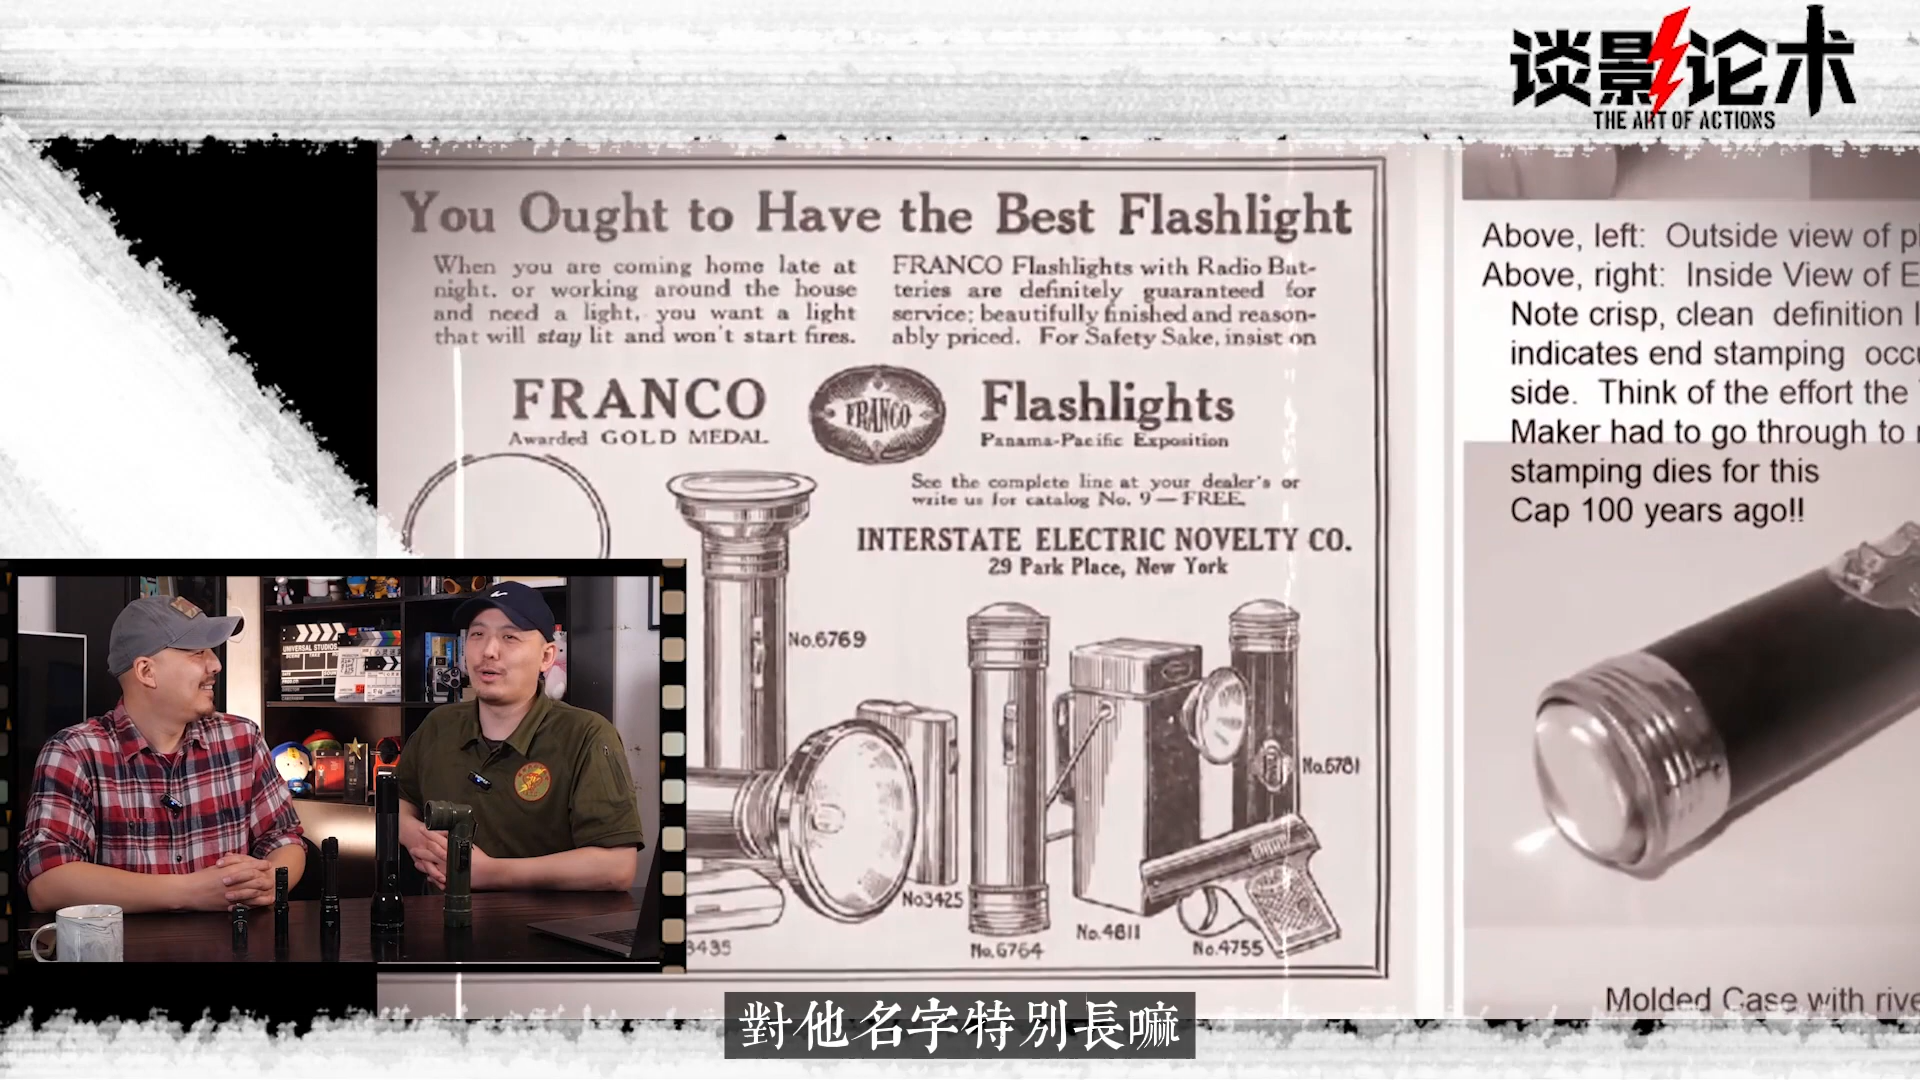 谈影论术
THE ART OF ACTIONS
You Ought to Have the Best Flashlight
When you are coming home late at
night, or working around the house
and need a light, you want a light
that will stay lit and won't start fires.
FRANCO Flashlights with Radio Bat-
teries are definitely guaranteed for
service; beautifully finished and reason-
ably priced. For Safety Sake, insist on
FRANCO
Awarded GOLD MEDAL
FRANCO
Flashlights
Panama-Pacific Exposition
See the complete line at your dealer's or
write us for catalog No. 9—FREE.
INTERSTATE ELECTRIC NOVELTY CO.
29 Park Place, New York
No.6769
No.6781
No3425
No.4811
No.6764
No.4755
3435
Above, left: Outside view of
Above, right: Inside View of
Note crisp, clean definition
indicates end stamping
side. Think of the effort the
Maker had to go through to
stamping dies for this
Cap 100 years ago!!
Molded Case with
UNIVERSAL STUDIOS
對他名字特別長嘛